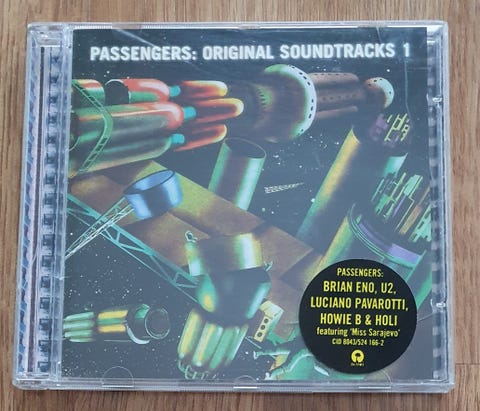 PASSENGERS: ORIGINAL SOUNDTRACKS 1
PASSENGERS:
BRIAN ENO, U2,
LUCIANO PAVAROTTI,
HOWIE B & HOLI
featuring 'Miss Sarajevo'
CID 8043/524 166-2